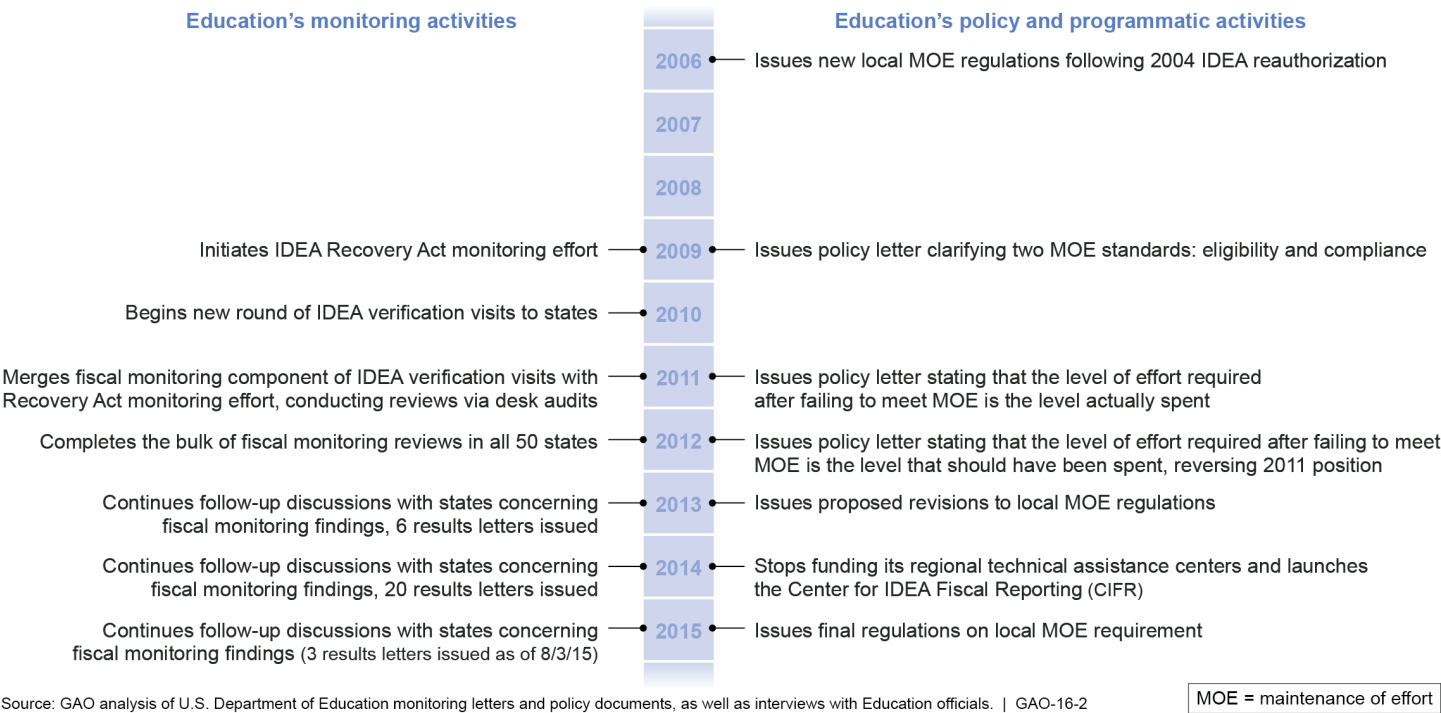 Education’s monitoring activities
Education’s policy and programmatic activities
2006
Issues new local MOE regulations following 2004 IDEA reauthorization
2007
2008
Initiates IDEA Recovery Act monitoring effort
2009
Issues policy letter clarifying two MOE standards: eligibility and compliance
Begins new round of IDEA verification visits to states
2010
Merges fiscal monitoring component of IDEA verification visits with
Recovery Act monitoring effort, conducting reviews via desk audits
2011
Issues policy letter stating that the level of effort required
after failing to meet MOE is the level actually spent
Completes the bulk of fiscal monitoring reviews in all 50 states
2012
Issues policy letter stating that the level of effort required after failing to meet
MOE is the level that should have been spent, reversing 2011 position
Continues follow-up discussions with states concerning
fiscal monitoring findings, 6 results letters issued
2013
Issues proposed revisions to local MOE regulations
Continues follow-up discussions with states concerning
fiscal monitoring findings, 20 results letters issued
2014
Stops funding its regional technical assistance centers and launches
the Center for IDEA Fiscal Reporting (CIFR)
Continues follow-up discussions with states concerning
fiscal monitoring findings (3 results letters issued as of 8/3/15)
2015
Issues final regulations on local MOE requirement
Source: GAO analysis of U.S. Department of Education monitoring letters and policy documents, as well as interviews with Education officials. | GAO-16-2
MOE = maintenance of effort